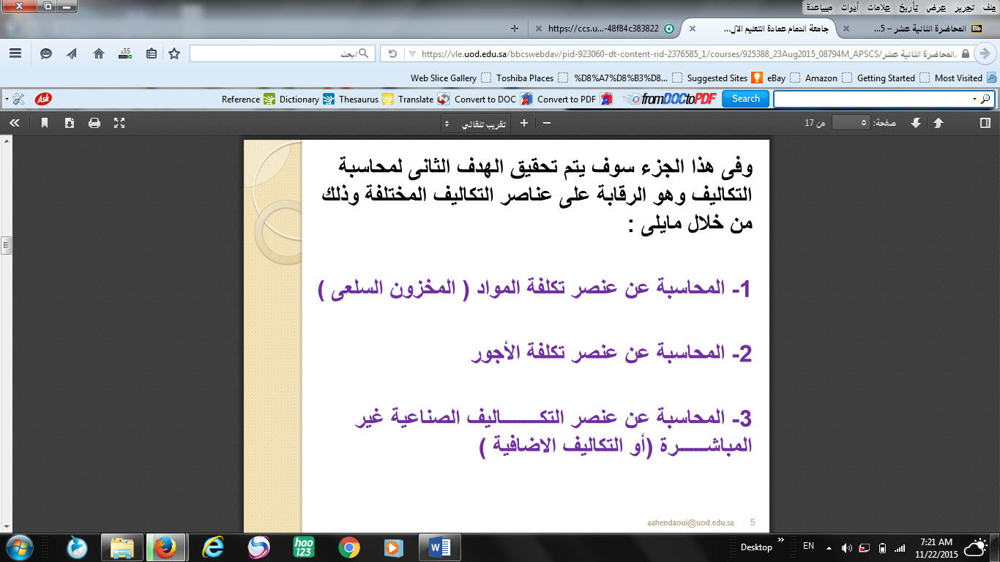 ملف تحرير عرض تأريخ علامات أدوات مساعدة
المحاضرة الثانية عشر – 5...
جامعة الدمام عمادة التعليم الال...
https://ccs.u...-48f84c383822
https://vle.uod.edu.sa/bbcswebdav/pid-923060-dt-content-rid-2376585_1/courses/925388_23Aug2015_08794M_APSCS/المحاضرة الثانية عشر.
بحث
35د
Web Slice Gallery Toshiba Places %D8%A7%D8%B3%D8... Suggested Sites eBay Amazon Getting Started Most Visited
Ask Reference Dictionary Thesaurus Translate Convert to DOC Convert to PDF fromDOCtoPDF Search
صفحة: ٥ من 17
تقريب تلقائي
وفى هذا الجزء سوف يتم تحقيق الهدف الثانى لمحاسبة
التكاليف وهو الرقابة على عناصر التكاليف المختلفة وذلك
من خلال مايلى :
1- المحاسبة عن عنصر تكلفة المواد ( المخزون السلعى )
2- المحاسبة عن عنصر تكلفة الأجور
3- المحاسبة عن عنصر التكـــــــــاليف الصناعية غير
المباشــــــرة (أو التكاليف الاضافية )
aahendaoui@uod.edu.sa 5
hao
123
Desktop
EN
7:21 AM
11/22/2015